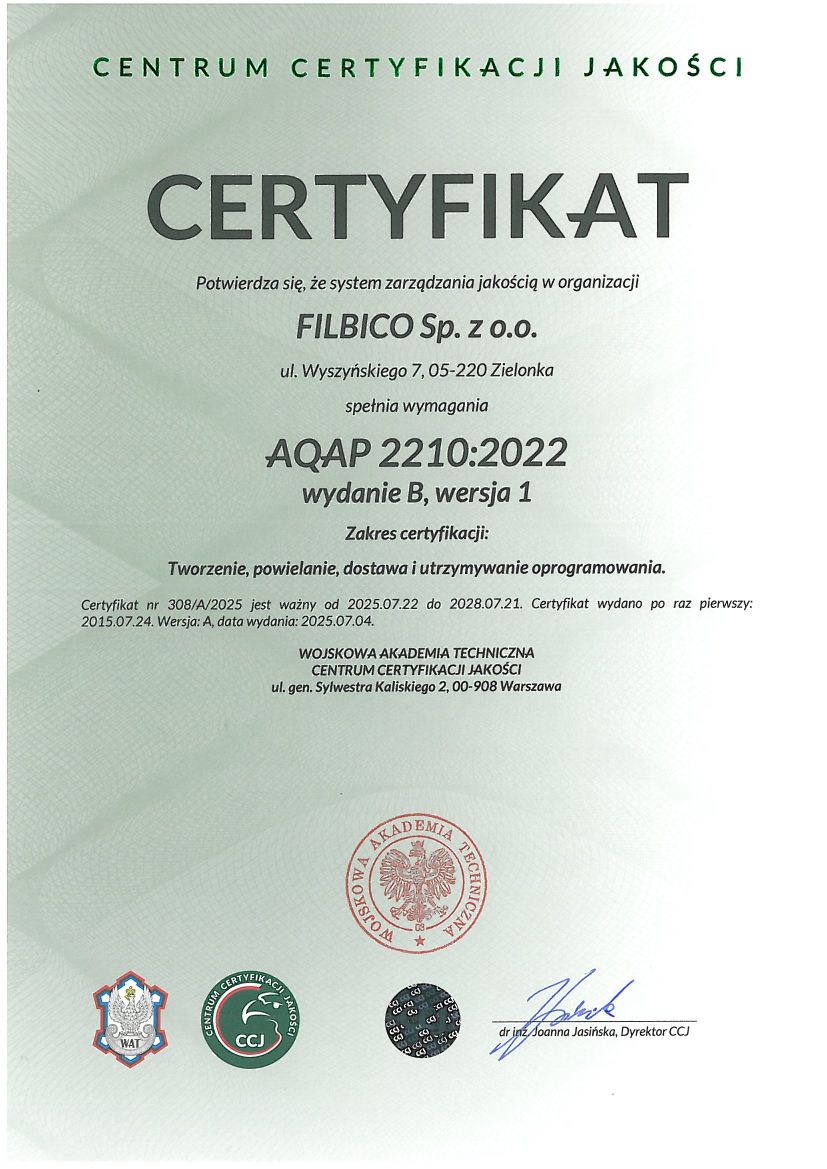 CENTRUM CERTYFIKACJI JAKOŚCI
CERTYFIKAT
Potwierdza się, że system zarządzania jakością w organizacji
FILBICO Sp. z o.o.
ul. Wyszyńskiego 7, 05-220 Zielonka
spełnia wymagania
AQAP 2210:2022
wydanie B, wersja 1
Zakres certyfikacji:
Tworzenie, powielanie, dostawa i utrzymywanie oprogramowania.
Certyfikat nr 308/A/2025 jest ważny od 2025.07.22 do 2028.07.21. Certyfikat wydano po raz pierwszy:
2015.07.24. Wersja: A, data wydania: 2025.07.04.
WOJSKOWA AKADEMIA TECHNICZNA
CENTRUM CERTYFIKACJI JAKOŚCI
ul. gen. Sylwestra Kaliskiego 2, 00-908 Warszawa
WOJSKOWA AKADEMIA TECHNICZNA
03
WAT
CENTRUM CERTYFIKACJI JAKOŚCI
CCJ
dr inż. Joanna Jasińska, Dyrektor CCJ